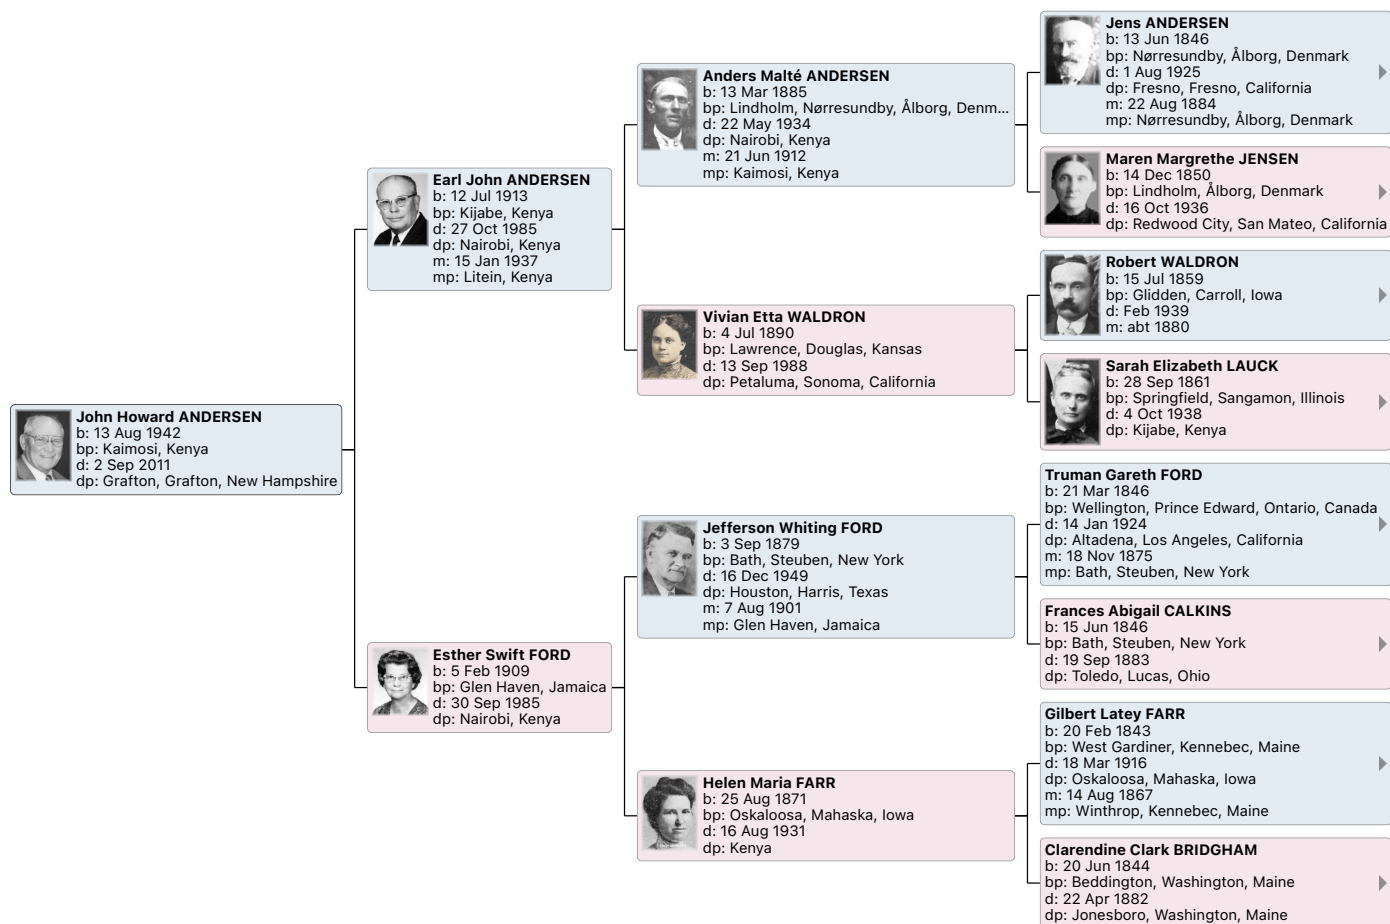 John Howard ANDERSEN
b: 13 Aug 1942
bp: Kaimosi, Kenya
d: 2 Sep 2011
dp: Grafton, Grafton, New Hampshire
Earl John ANDERSEN
b: 12 Jul 1913
bp: Kijabe, Kenya
d: 27 Oct 1985
dp: Nairobi, Kenya
m: 15 Jan 1937
mp: Litein, Kenya
Esther Swift FORD
b: 5 Feb 1909
bp: Glen Haven, Jamaica
d: 30 Sep 1985
dp: Nairobi, Kenya
Anders Malté ANDERSEN
b: 13 Mar 1885
bp: Lindholm, Nørresundby, Ålborg, Denm...
d: 22 May 1934
dp: Nairobi, Kenya
m: 21 Jun 1912
mp: Kaimosi, Kenya
Vivian Etta WALDRON
b: 4 Jul 1890
bp: Lawrence, Douglas, Kansas
d: 13 Sep 1988
dp: Petaluma, Sonoma, California
Jefferson Whiting FORD
b: 3 Sep 1879
bp: Bath, Steuben, New York
d: 16 Dec 1949
dp: Houston, Harris, Texas
m: 7 Aug 1901
mp: Glen Haven, Jamaica
Helen Maria FARR
b: 25 Aug 1871
bp: Oskaloosa, Mahaska, Iowa
d: 16 Aug 1931
dp: Kenya
Jens ANDERSEN
b: 13 Jun 1846
bp: Nørresundby, Ålborg, Denmark
d: 1 Aug 1925
dp: Fresno, Fresno, California
m: 22 Aug 1884
mp: Nørresundby, Ålborg, Denmark
Maren Margrethe JENSEN
b: 14 Dec 1850
bp: Lindholm, Ålborg, Denmark
d: 16 Oct 1936
dp: Redwood City, San Mateo, California
Robert WALDRON
b: 15 Jul 1859
bp: Glidden, Carroll, Iowa
d: Feb 1939
m: abt 1880
Sarah Elizabeth LAUCK
b: 28 Sep 1861
bp: Springfield, Sangamon, Illinois
d: 4 Oct 1938
dp: Kijabe, Kenya
Truman Gareth FORD
b: 21 Mar 1846
bp: Wellington, Prince Edward, Ontario, Canada
d: 14 Jan 1924
dp: Altadena, Los Angeles, California
m: 18 Nov 1875
mp: Bath, Steuben, New York
Frances Abigail CALKINS
b: 15 Jun 1846
bp: Bath, Steuben, New York
d: 19 Sep 1883
dp: Toledo, Lucas, Ohio
Gilbert Latey FARR
b: 20 Feb 1843
bp: West Gardiner, Kennebec, Maine
d: 18 Mar 1916
dp: Oskaloosa, Mahaska, Iowa
m: 14 Aug 1867
mp: Winthrop, Kennebec, Maine
Clarendine Clark BRIDGHAM
b: 20 Jun 1844
bp: Beddington, Washington, Maine
d: 22 Apr 1882
dp: Jonesboro, Washington, Maine